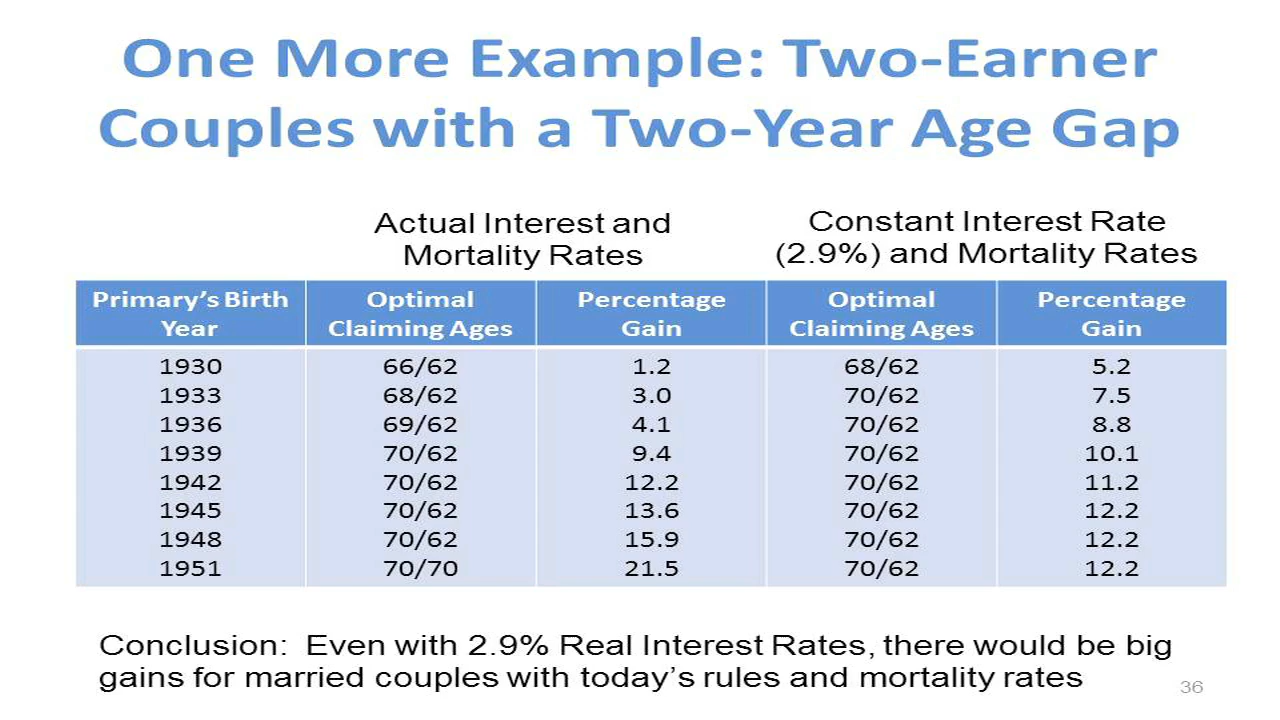 One More Example: Two-Earner
Couples with a Two-Year Age Gap
Actual Interest and
Mortality Rates
Constant Interest Rate
(2.9%) and Mortality Rates
Primary's Birth Year | Optimal Claiming Ages | Percentage Gain | Optimal Claiming Ages | Percentage Gain
1930 66/62 1.2 68/62 5.2
1933 68/62 3.0 70/62 7.5
1936 69/62 4.1 70/62 8.8
1939 70/62 9.4 70/62 10.1
1942 70/62 12.2 70/62 11.2
1945 70/62 13.6 70/62 12.2
1948 70/62 15.9 70/62 12.2
1951 70/70 21.5 70/62 12.2
Conclusion: Even with 2.9% Real Interest Rates, there would be big
gains for married couples with today's rules and mortality rates
36